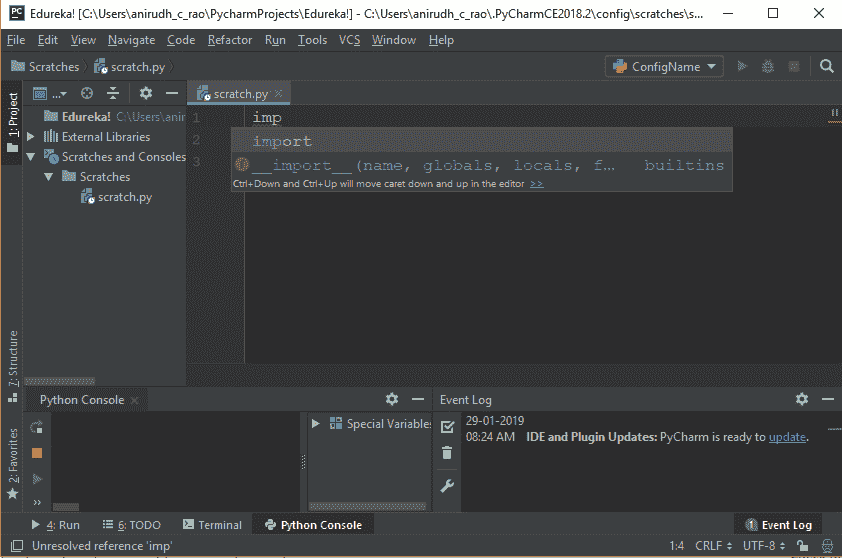 PC Edureka! [C:\Users\anirudh_c_rao\PycharmProjects\Edureka!] - C:\Users\anirudh_c_rao\.PyCharmCE2018.2\config\scratches\s...
File Edit View Navigate Code Refactor Run Tools VCS Window Help
Scratches scratch.py ConfigName
1: Project
... scratch.py
Edureka! C:\Users\anir
External Libraries
Scratches and Consoles
Scratches
scratch.py
1 imp
2 import
3 __import__(name, globals, locals, f... builtins
Ctrl+Down and Ctrl+Up will move caret down and up in the editor >>
7: Structure
2: Favorites
Python Console
Special Variables
>>
Event Log
29-01-2019
08:24 AM IDE and Plugin Updates: PyCharm is ready to update.
4: Run 6: TODO Terminal Python Console 1 Event Log
Unresolved reference 'imp' 1:4 CRLF UTF-8